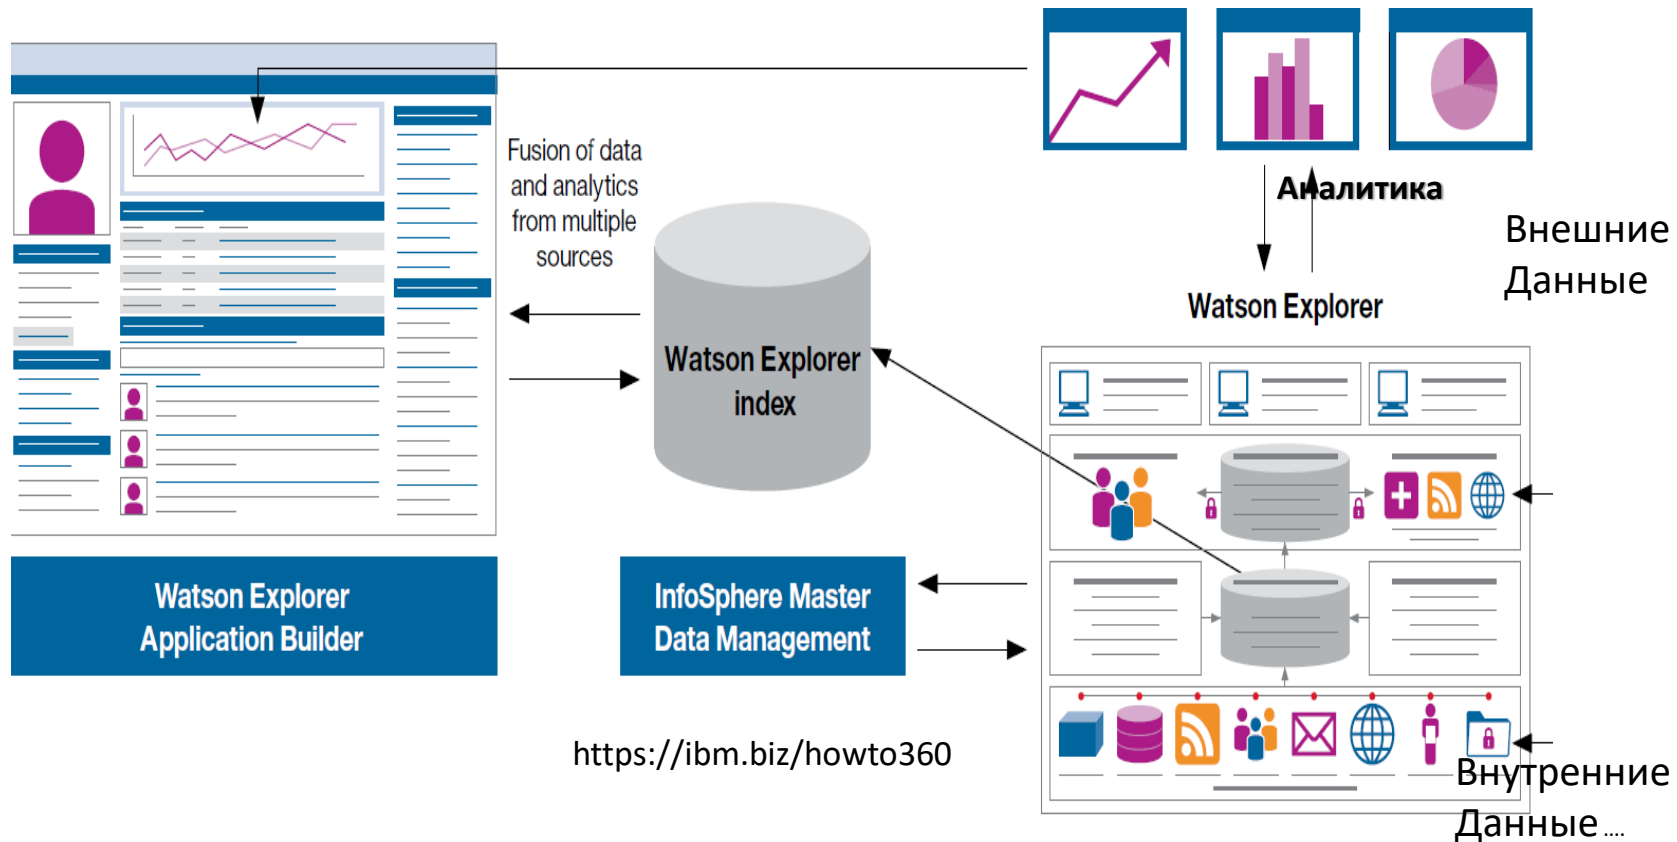 Fusion of data
and analytics
from multiple
sources
Аналитика
Внешние
Данные
Watson Explorer
Watson Explorer
index
Watson Explorer
Application Builder
InfoSphere Master
Data Management
https://ibm.biz/howto360
Внутренние
Данные ....